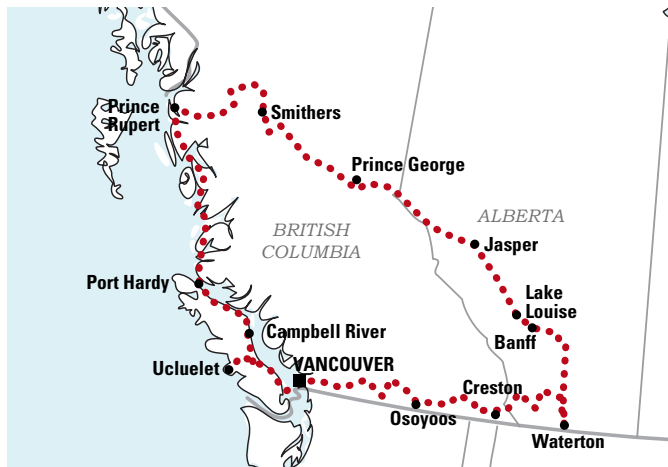 Prince
Rupert
Smithers
Prince George
BRITISH
COLUMBIA
ALBERTA
Jasper
Port Hardy
Lake
Louise
Banff
Campbell River
Ucluelet
VANCOUVER
Creston
Osoyoos
Waterton